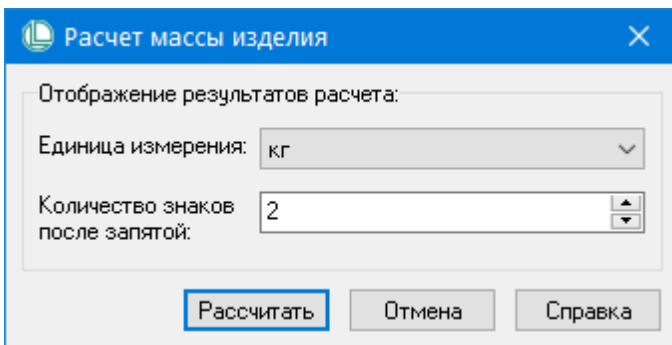 Расчет массы изделия
Отображение результатов расчета:
Единица измерения: кг
Количество знаков 2
после запятой:
Рассчитать Отмена Справка